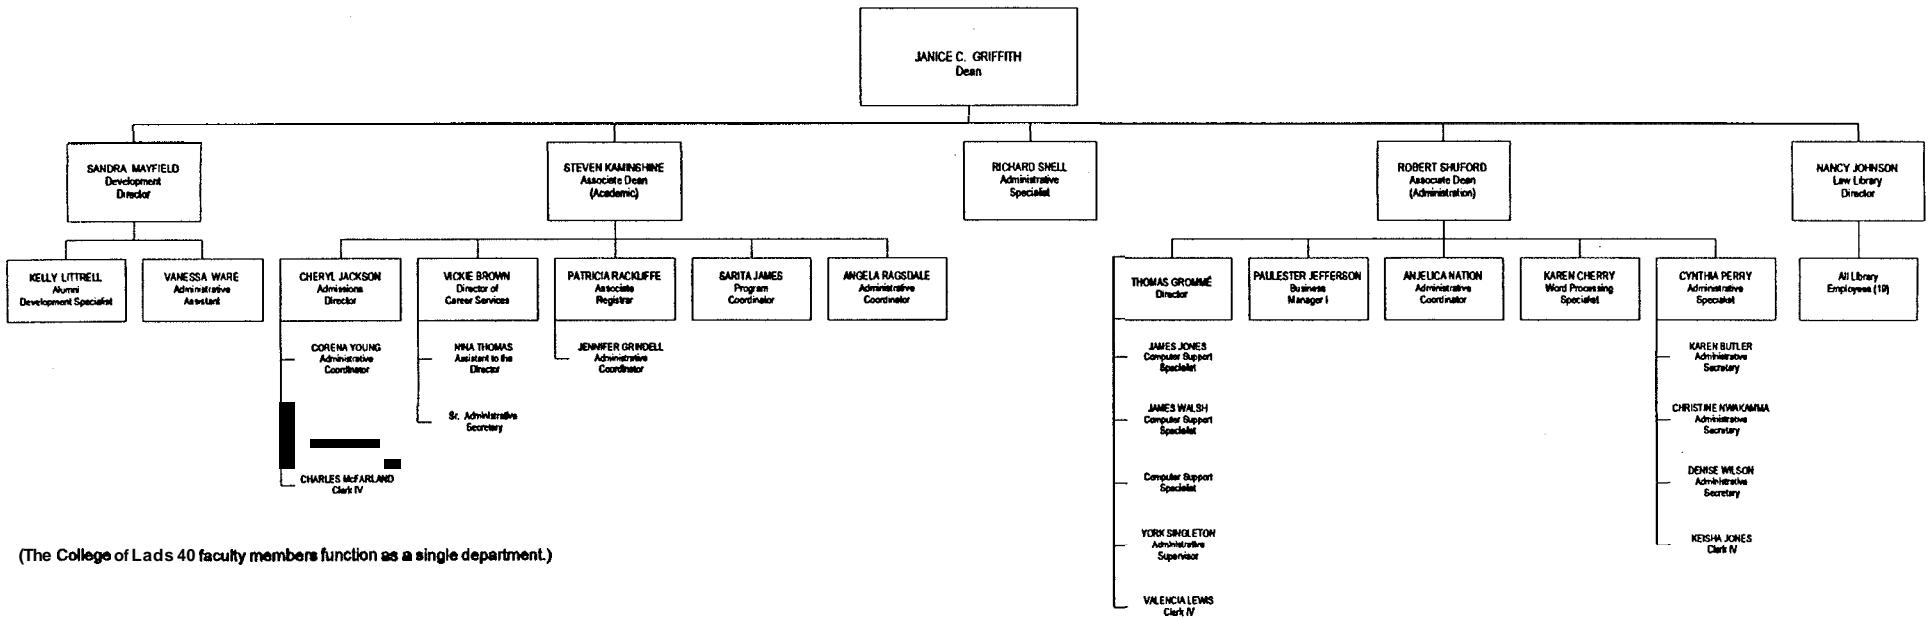 JANICE C. GRIFFITH
Dean
SANDRA MAYFIELD
Development
Director
STEVEN KAMINSHINE
Associate Dean
(Academic)
RICHARD SNELL
Administrative
Specialist
ROBERT SHUFORD
Associate Dean
(Administration)
NANCY JOHNSON
Law Library
Director
KELLY LITTRELL
Alumni
Development Specialist
VANESSA WARE
Administrative
Assistant
CHERYL JACKSON
Admissions
Director
VICKIE BROWN
Director of
Career Services
PATRICIA RACKLIFFE
Associate
Registrar
SARITA JAMES
Program
Coordinator
ANGELA RAGSDALE
Administrative
Coordinator
THOMAS GROMMÉ
Director
PAULESTER JEFFERSON
Business
Manager I
ANJELICA NATION
Administrative
Coordinator
KAREN CHERRY
Word Processing
Specialist
CYNTHIA PERRY
Administrative
Specialist
All Library
Employees (19)
CORENA YOUNG
Administrative
Coordinator
CHARLES McFARLAND
Clerk IV
NINA THOMAS
Assistant to the
Director
Sr. Administrative
Secretary
JENNIFER GRINDELL
Administrative
Coordinator
JAMES JONES
Computer Support
Specialist
JAMES WALSH
Computer Support
Specialist
Computer Support
Specialist
YORK SINGLETON
Administrative
Supervisor
VALENCIA LEWIS
Clerk IV
KAREN BUTLER
Administrative
Secretary
CHRISTINE NWAKAMMA
Administrative
Secretary
DENISE WILSON
Administrative
Secretary
KEISHA JONES
Clerk IV
(The College of Lads 40 faculty members function as a single department.)